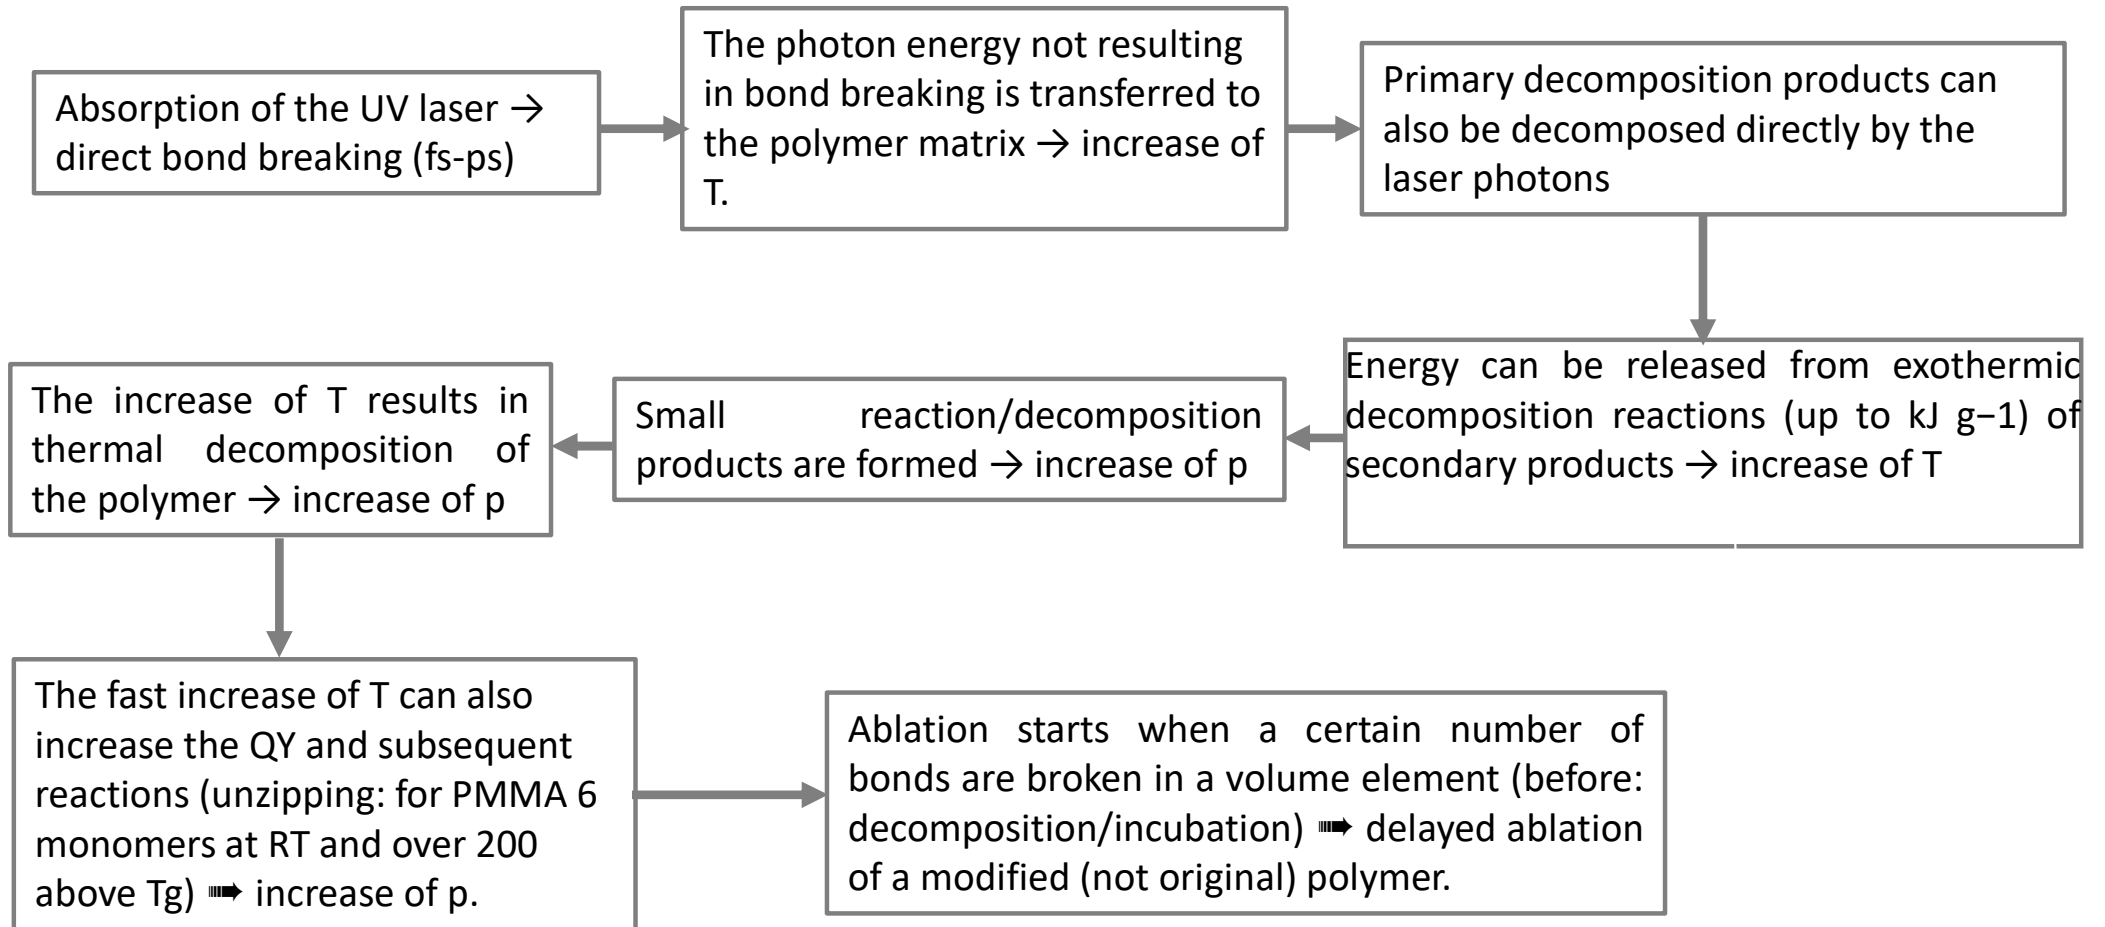 Absorption of the UV laser →
direct bond breaking (fs-ps)
The photon energy not resulting
in bond breaking is transferred to
the polymer matrix → increase of
T.
Primary decomposition products can
also be decomposed directly by the
laser photons
Energy can be released from exothermic
decomposition reactions (up to kJ g−1) of
secondary products → increase of T
Small reaction/decomposition
products are formed → increase of p
The increase of T results in
thermal decomposition of
the polymer → increase of p
The fast increase of T can also
increase the QY and subsequent
reactions (unzipping: for PMMA 6
monomers at RT and over 200
above Tg) ➠ increase of p.
Ablation starts when a certain number of
bonds are broken in a volume element (before:
decomposition/incubation) ➠ delayed ablation
of a modified (not original) polymer.